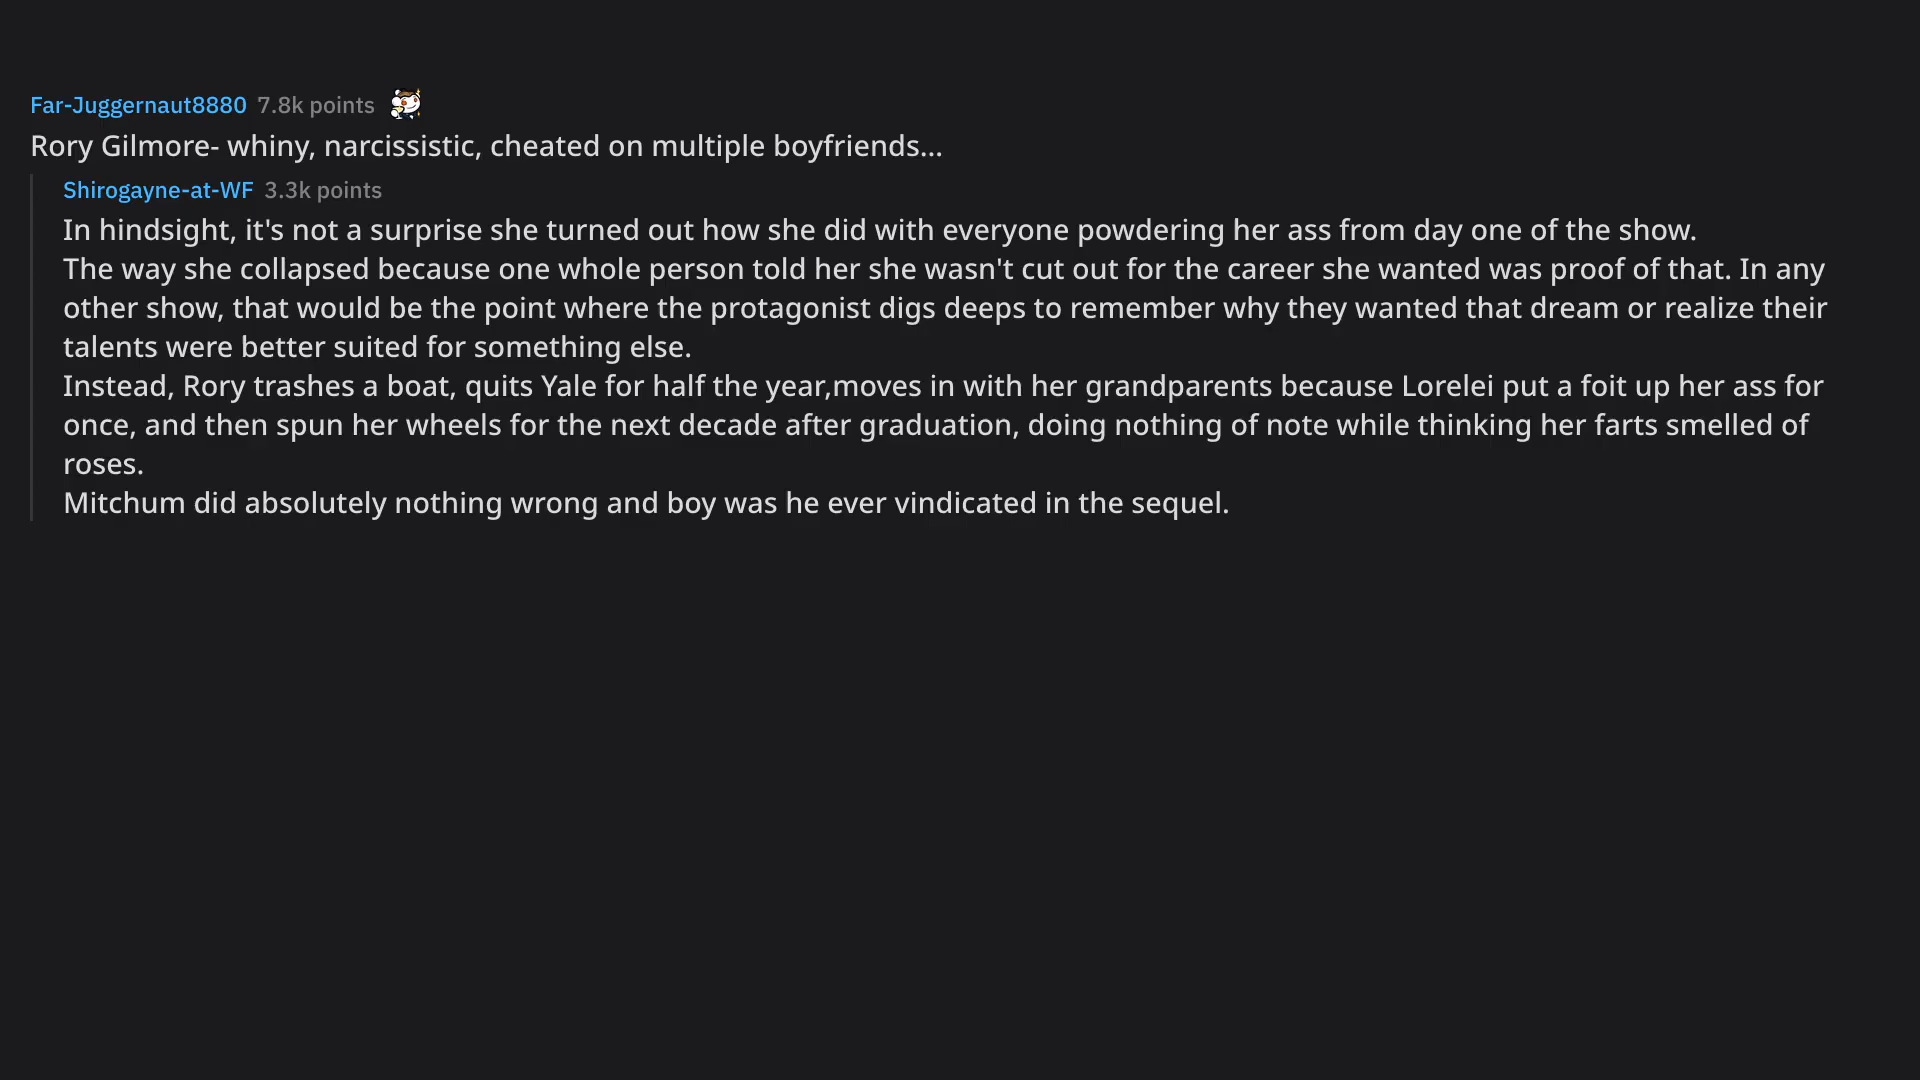 Far-Juggernaut8880 7.8k points
Rory Gilmore- whiny, narcissistic, cheated on multiple boyfriends...
Shirogayne-at-WF 3.3k points
In hindsight, it's not a surprise she turned out how she did with everyone powdering her ass from day one of the show.
The way she collapsed because one whole person told her she wasn't cut out for the career she wanted was proof of that. In any
other show, that would be the point where the protagonist digs deeps to remember why they wanted that dream or realize their
talents were better suited for something else.
Instead, Rory trashes a boat, quits Yale for half the year,moves in with her grandparents because Lorelei put a foit up her ass for
once, and then spun her wheels for the next decade after graduation, doing nothing of note while thinking her farts smelled of
roses.
Mitchum did absolutely nothing wrong and boy was he ever vindicated in the sequel.